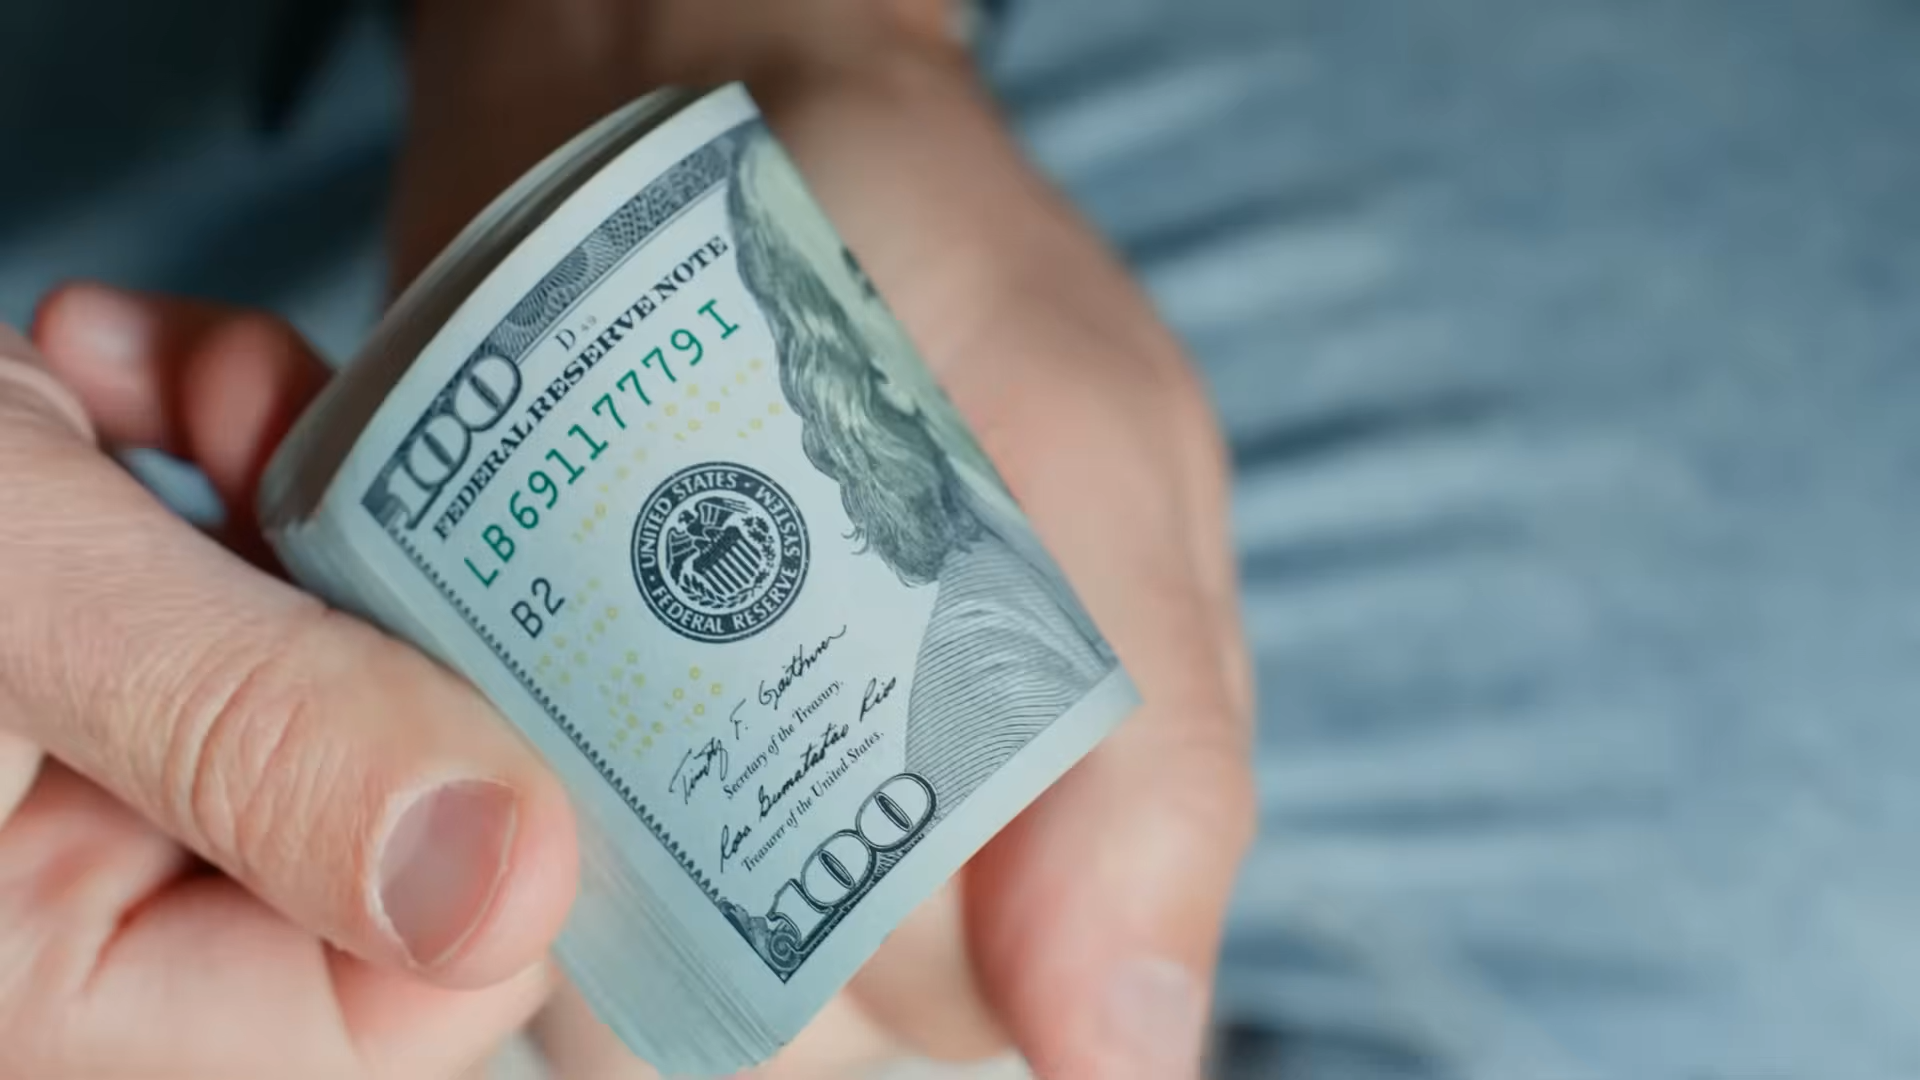 100
D 49
FEDERAL RESERVE NOTE
LB69117779I
B2
UNITED STATES
FEDERAL RESERVE SYSTEM
Timothy F. Geithner
Secretary of the Treasury.
Rosa Gumataotao Rios
Treasurer of the United States.
100